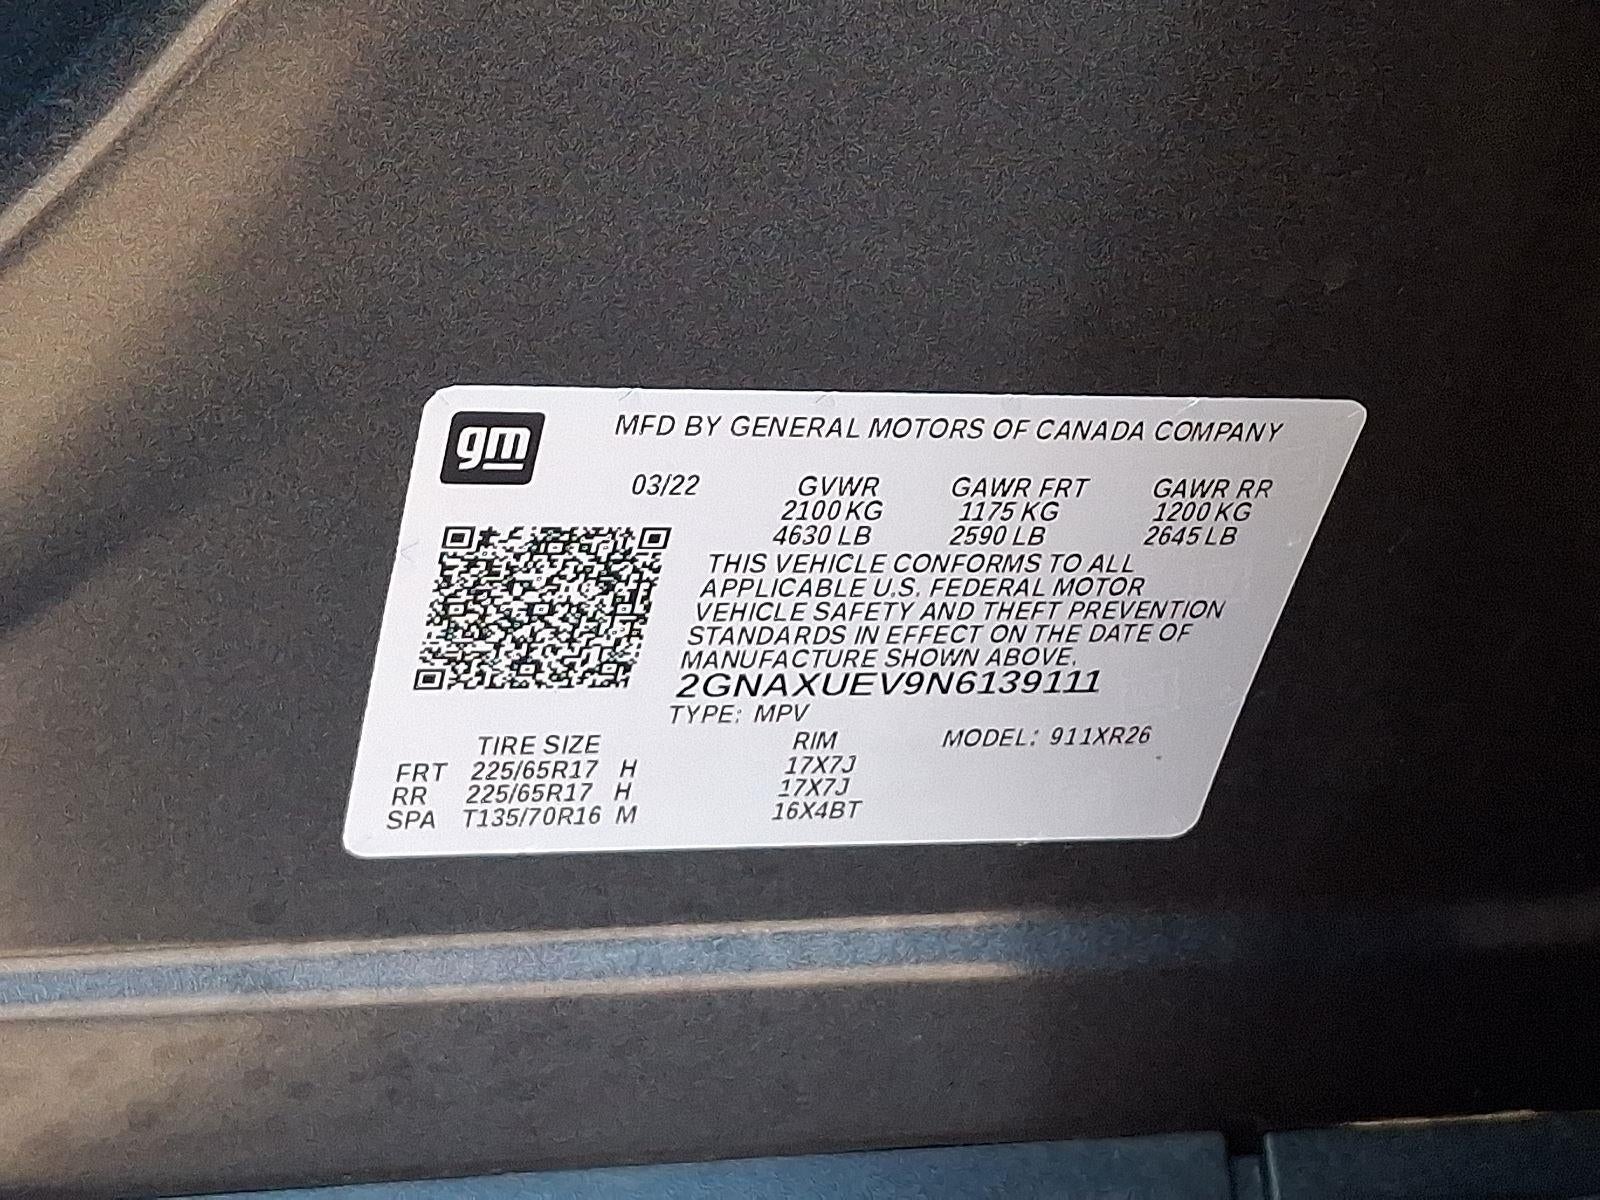 gm
MFD BY GENERAL MOTORS OF CANADA COMPANY
03/22 GVWR GAWR FRT GAWR RR
2100 KG 1175 KG 1200 KG
4630 LB 2590 LB 2645 LB
THIS VEHICLE CONFORMS TO ALL
APPLICABLE U.S. FEDERAL MOTOR
VEHICLE SAFETY AND THEFT PREVENTION
STANDARDS IN EFFECT ON THE DATE OF
MANUFACTURE SHOWN ABOVE.
2GNAXUEV9N6139111
TYPE: MPV
TIRE SIZE RIM MODEL: 911XR26
FRT 225/65R17 H 17X7J
RR 225/65R17 H 17X7J
SPA T135/70R16 M 16X4BT